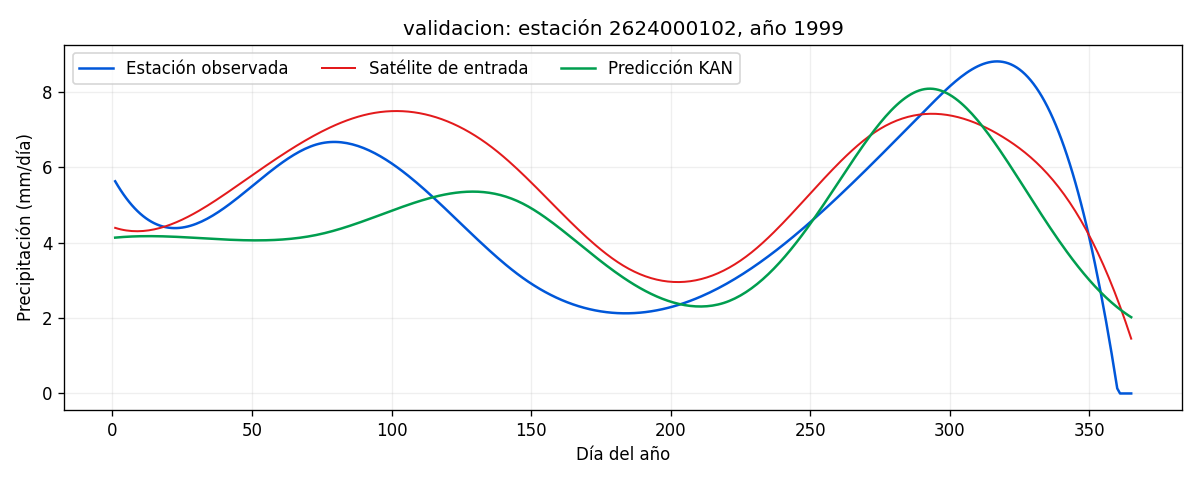 validacion: estación 2624000102, año 1999
Estación observada
Satélite de entrada
Predicción KAN
Precipitación (mm/día)
8
6
4
2
0
0 50 100 150 200 250 300 350
Día del año